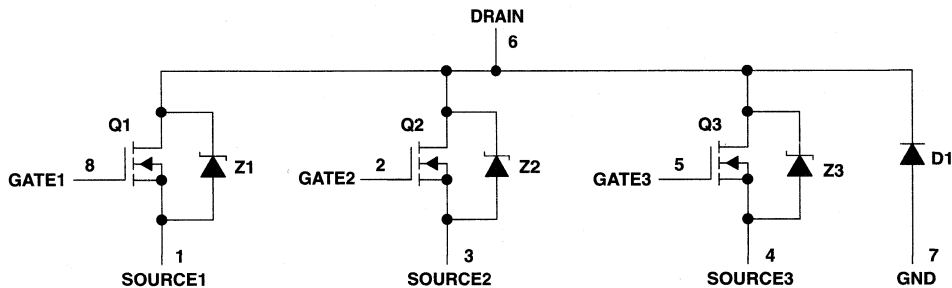 DRAIN
6
Q1
Q2
Q3
8
Z1
2
Z2
5
Z3
D1
GATE1
GATE2
GATE3
1
3
4
7
SOURCE1
SOURCE2
SOURCE3
GND